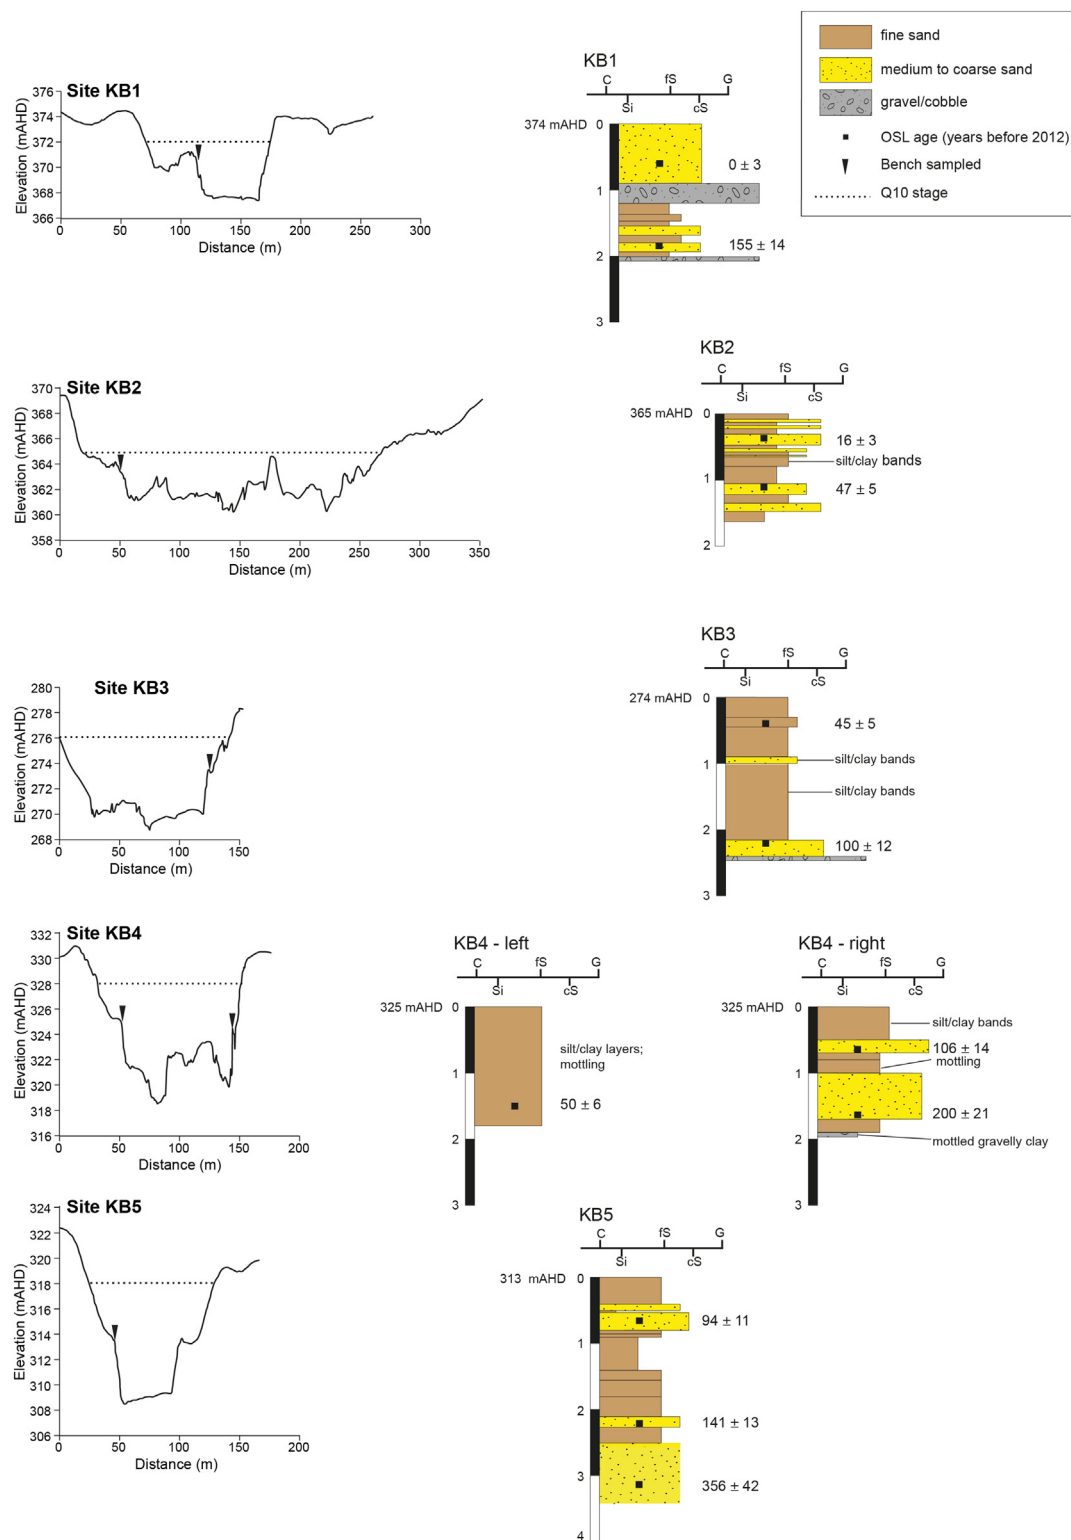 fine sand
medium to coarse sand
gravel/cobble
OSL age (years before 2012)
Bench sampled
Q10 stage
Site KB1
Elevation (mAHD)
376
374
372
370
368
366
0 50 100 150 200 250 300
Distance (m)
KB1
C fS G
Si cS
374 mAHD 0
1
2
3
0 ± 3
155 ± 14
Site KB2
Elevation (mAHD)
370
368
366
364
362
360
358
0 50 100 150 200 250 300 350
Distance (m)
KB2
C fS G
Si cS
365 mAHD 0
1
2
16 ± 3
silt/clay bands
47 ± 5
Site KB3
Elevation (mAHD)
280
278
276
274
272
270
268
0 50 100 150
Distance (m)
KB3
C fS G
Si cS
274 mAHD 0
1
2
3
45 ± 5
silt/clay bands
silt/clay bands
100 ± 12
Site KB4
Elevation (mAHD)
332
330
328
326
324
322
320
318
316
0 50 100 150 200
Distance (m)
KB4 - left
C fS G
Si cS
325 mAHD 0
1
2
3
silt/clay layers;
mottling
50 ± 6
KB4 - right
C fS G
Si cS
325 mAHD 0
1
2
3
silt/clay bands
106 ± 14
mottling
200 ± 21
mottled gravelly clay
Site KB5
Elevation (mAHD)
324
322
320
318
316
314
312
310
308
306
0 50 100 150 200
Distance (m)
KB5
C fS G
Si cS
313 mAHD 0
1
2
3
4
94 ± 11
141 ± 13
356 ± 42